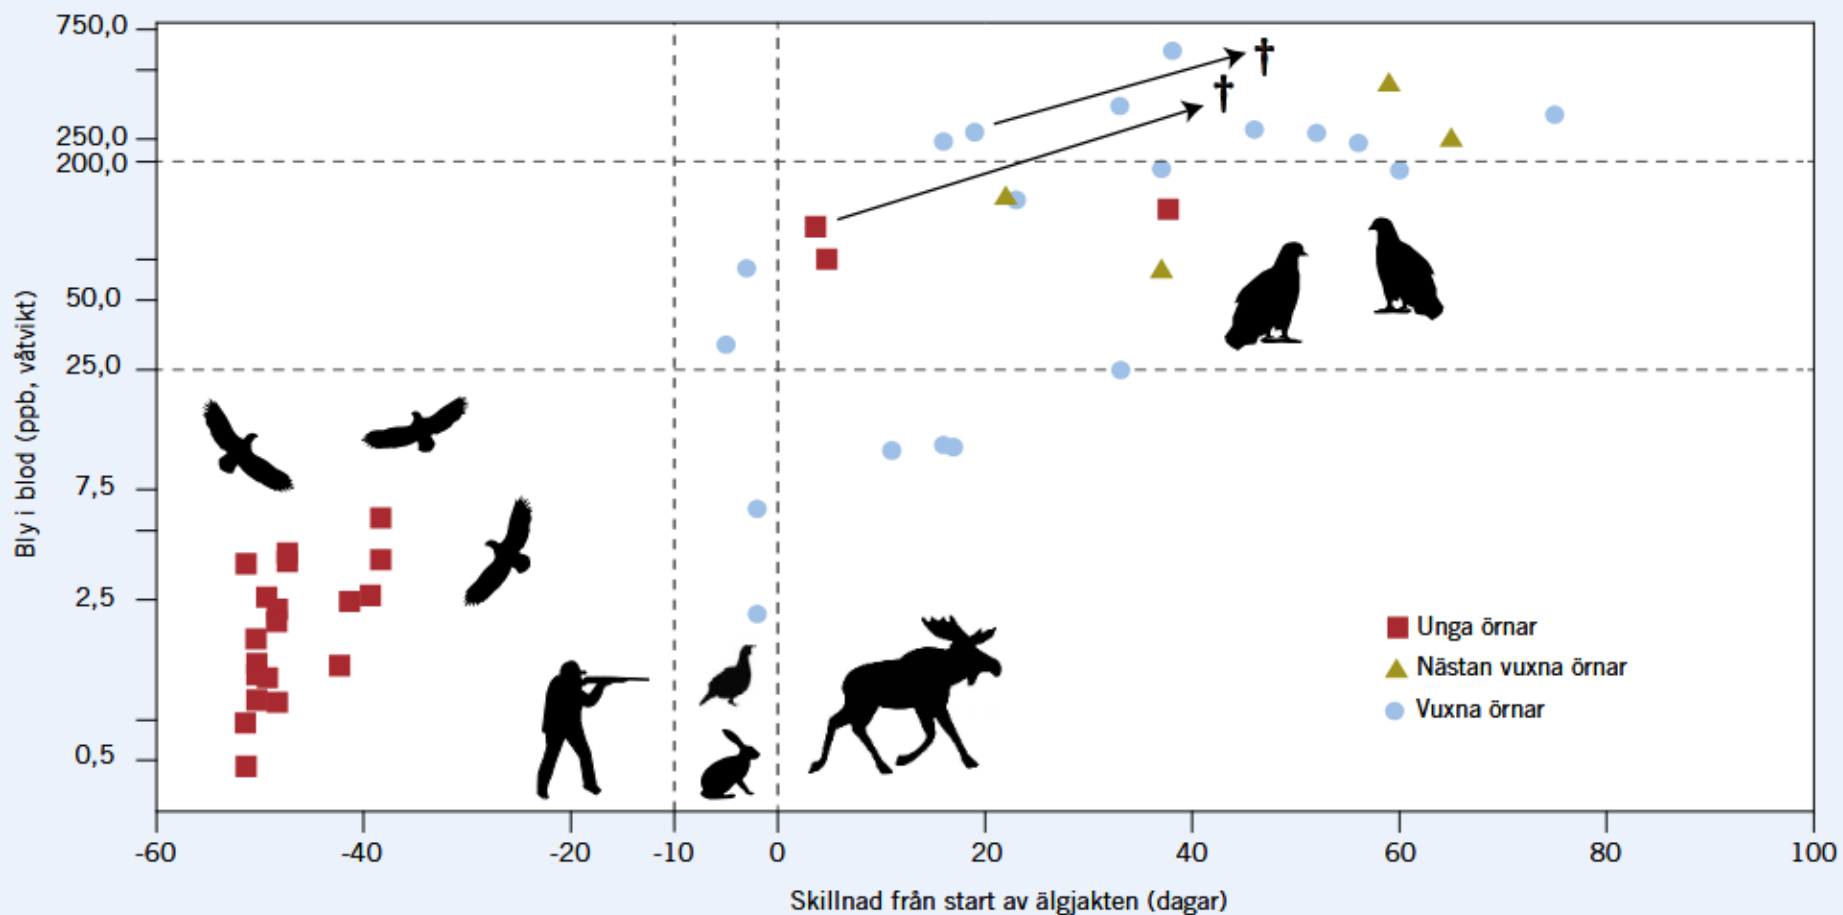 750,0
250,0
200,0
50,0
25,0
7,5
2,5
0,5
Bly i blod (ppb, våtvikt)
Unga örnar
Nästan vuxna örnar
Vuxna örnar
-60 -40 -20 -10 0 20 40 60 80 100
Skillnad från start av älgjakten (dagar)